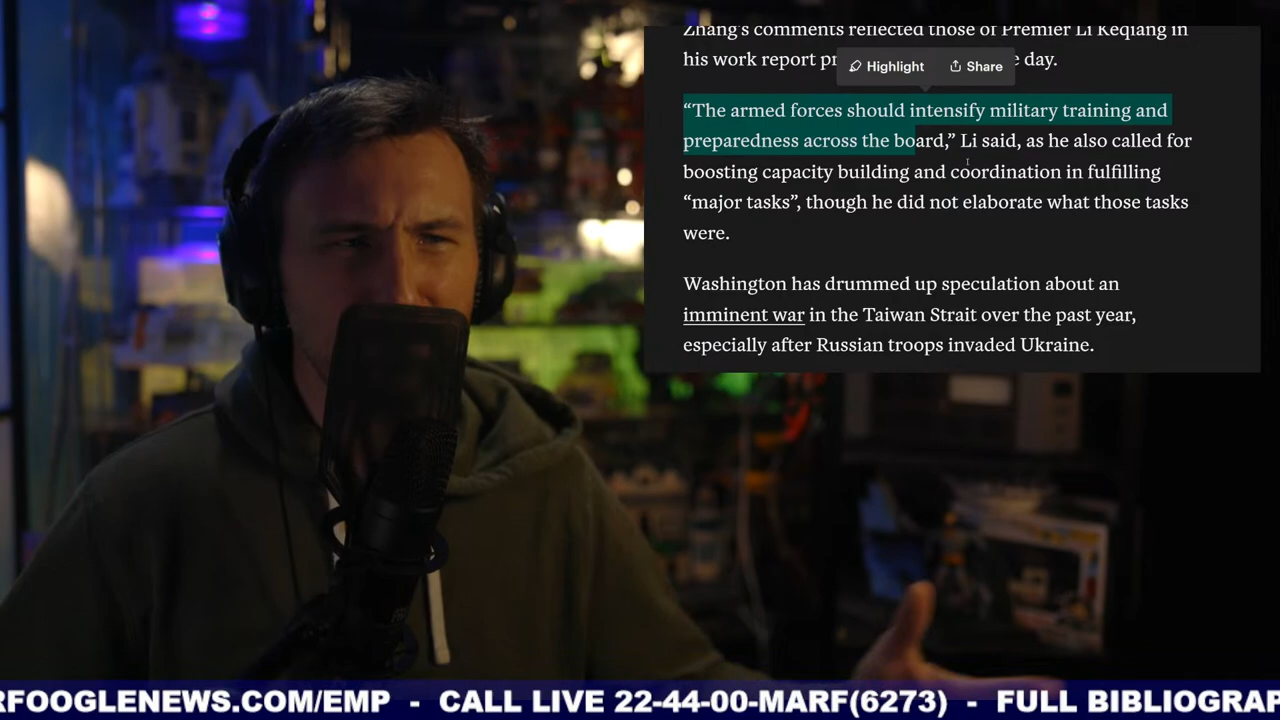 Zhang's comments reflected those of Premier Li Keqiang in
his work report pr
e day.
Highlight
Share
“The armed forces should intensify military training and
preparedness across the board,” Li said, as he also called for
boosting capacity building and coordination in fulfilling
“major tasks”, though he did not elaborate what those tasks
were.
Washington has drummed up speculation about an
imminent war in the Taiwan Strait over the past year,
especially after Russian troops invaded Ukraine.
RFOOGLENEWS.COM/EMP - CALL LIVE 22-44-00-MARF(6273) - FULL BIBLIOGRAP